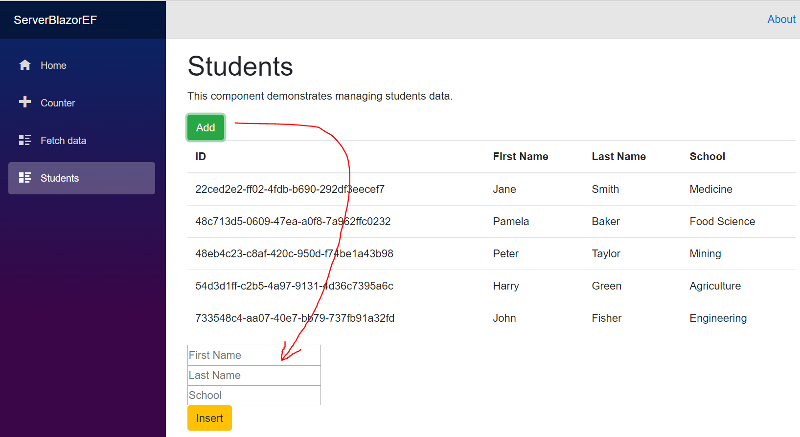 ServerBlazorEF
About
Home
Counter
Fetch data
Students
Students
This component demonstrates managing students data.
Add
ID First Name Last Name School
22ced2e2-ff02-4fdb-b690-292df3eecef7 Jane Smith Medicine
48c713d5-0609-47ea-a0f8-7a962ffc0232 Pamela Baker Food Science
48eb4c23-c8af-420c-950d-f74be1a43b98 Peter Taylor Mining
54d3d1ff-c2b5-4a97-9131-4d36c7395a6c Harry Green Agriculture
733548c4-aa07-40e7-bb79-737fb91a32fd John Fisher Engineering
First Name
Last Name
School
Insert